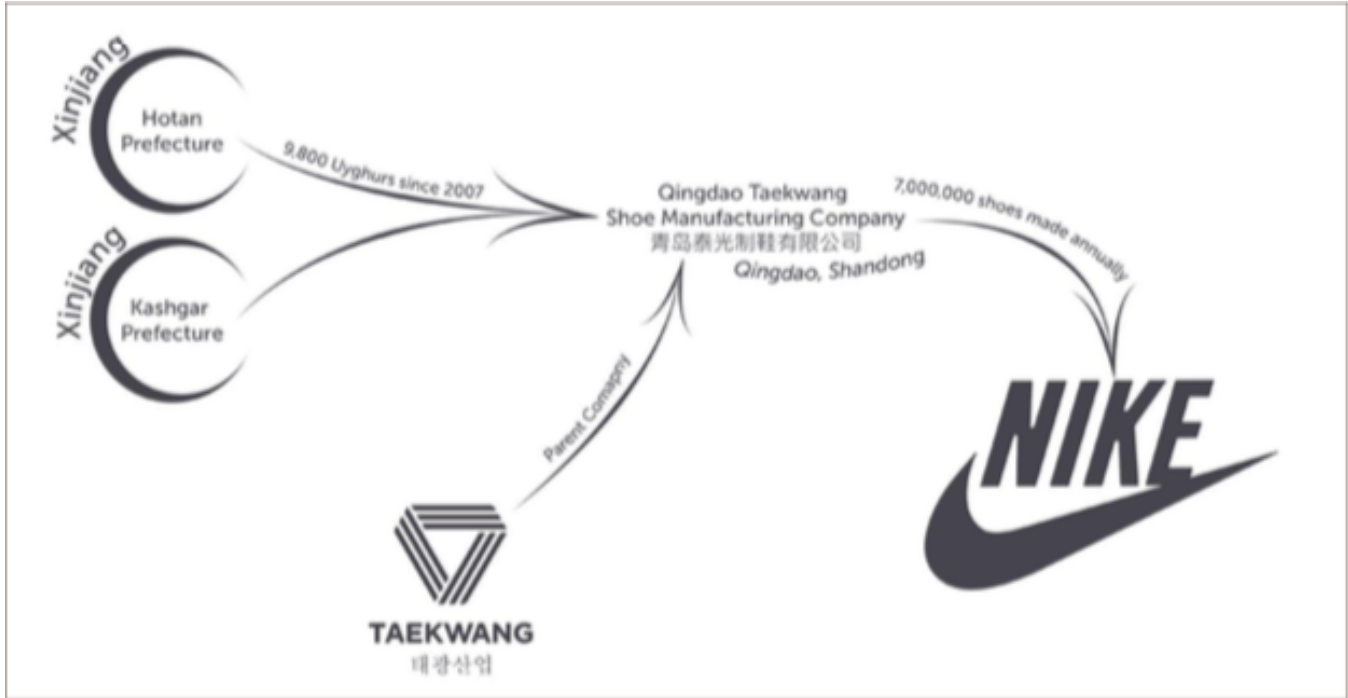 Xinjiang
Hotan
Prefecture
9,800 Uyghurs since 2007
Xinjiang
Kashgar
Prefecture
Qingdao Taekwang
Shoe Manufacturing Company
青岛泰光制鞋有限公司
Qingdao, Shandong
7,000,000 shoes made annually
Parent Comapny
NIKE
TAEKWANG
태광산업